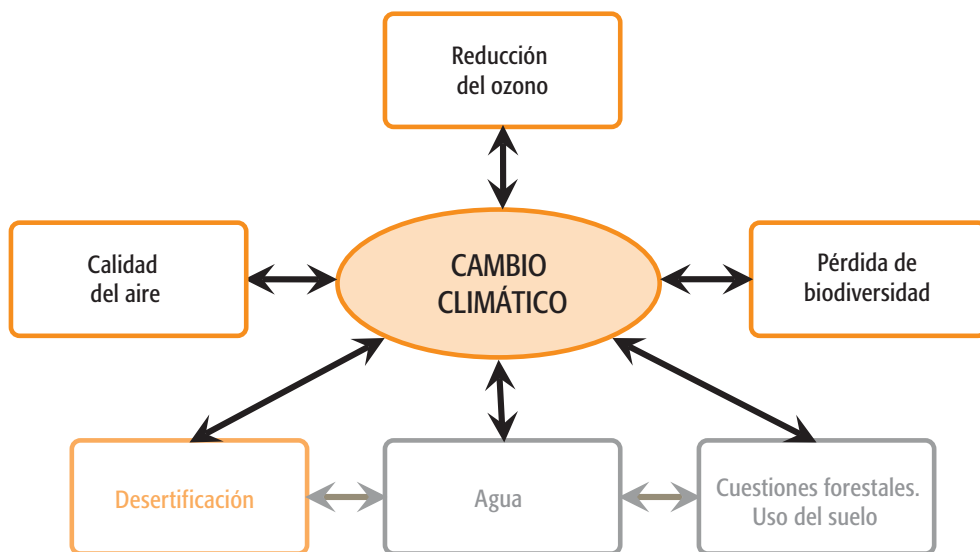 Reducción
del ozono
Calidad
del aire
CAMBIO
CLIMÁTICO
Pérdida de
biodiversidad
Desertificación
Agua
Cuestiones forestales.
Uso del suelo